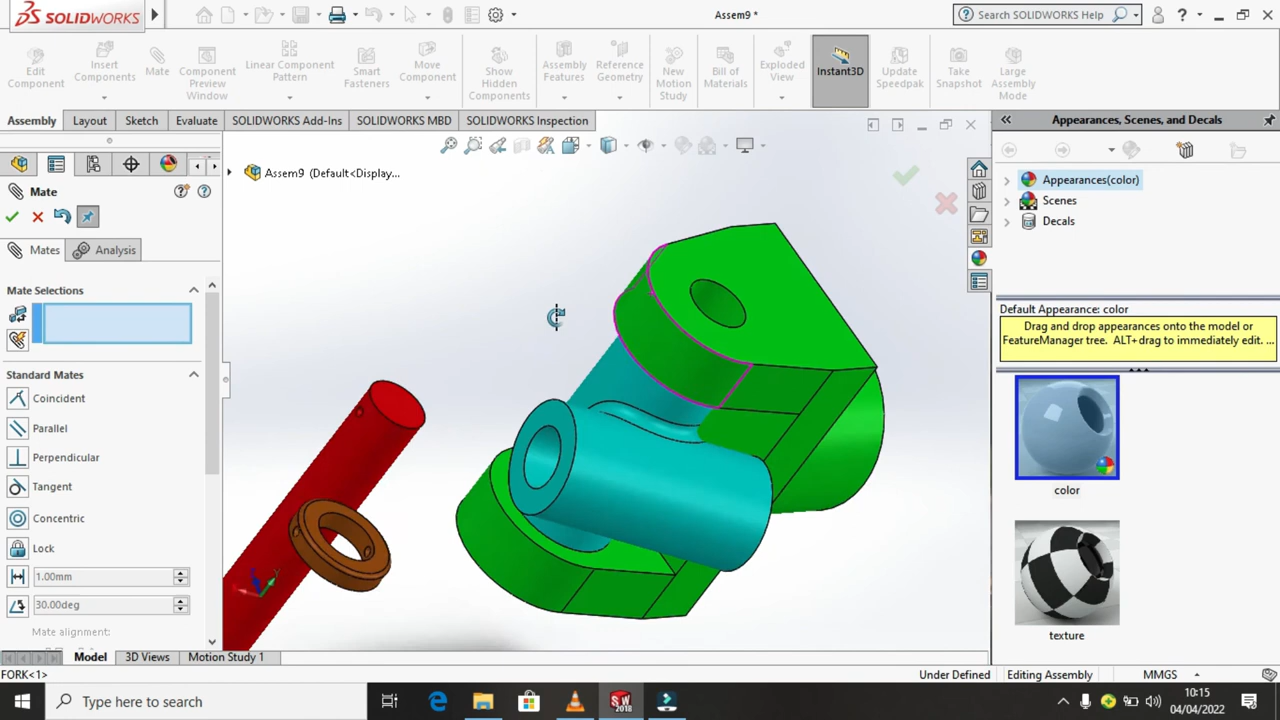 SOLIDWORKS
Assem9 *
Search SOLIDWORKS Help
?
Edit
Component
Insert
Components
Mate
Component
Preview
Window
Linear Component
Pattern
Smart
Fasteners
Move
Component
Show
Hidden
Components
Assembly
Features
Reference
Geometry
New
Motion
Study
Bill of
Materials
Exploded
View
Instant3D
Update
Speedpak
Take
Snapshot
Large
Assembly
Mode
Assembly
Layout
Sketch
Evaluate
SOLIDWORKS Add-Ins
SOLIDWORKS MBD
SOLIDWORKS Inspection
Appearances, Scenes, and Decals
Assem9 (Default<Display...
Mate
Mates
Analysis
Mate Selections
Standard Mates
Coincident
Parallel
Perpendicular
Tangent
Concentric
Lock
1.00mm
30.00deg
Mate alignment:
Appearances(color)
Scenes
Decals
Default Appearance: color
Drag and drop appearances onto the model or
FeatureManager tree. ALT+drag to immediately edit. ...
color
texture
Model
3D Views
Motion Study 1
FORK<1>
Under Defined
Editing Assembly
MMGS
Type here to search
SW
2018
10:15
04/04/2022